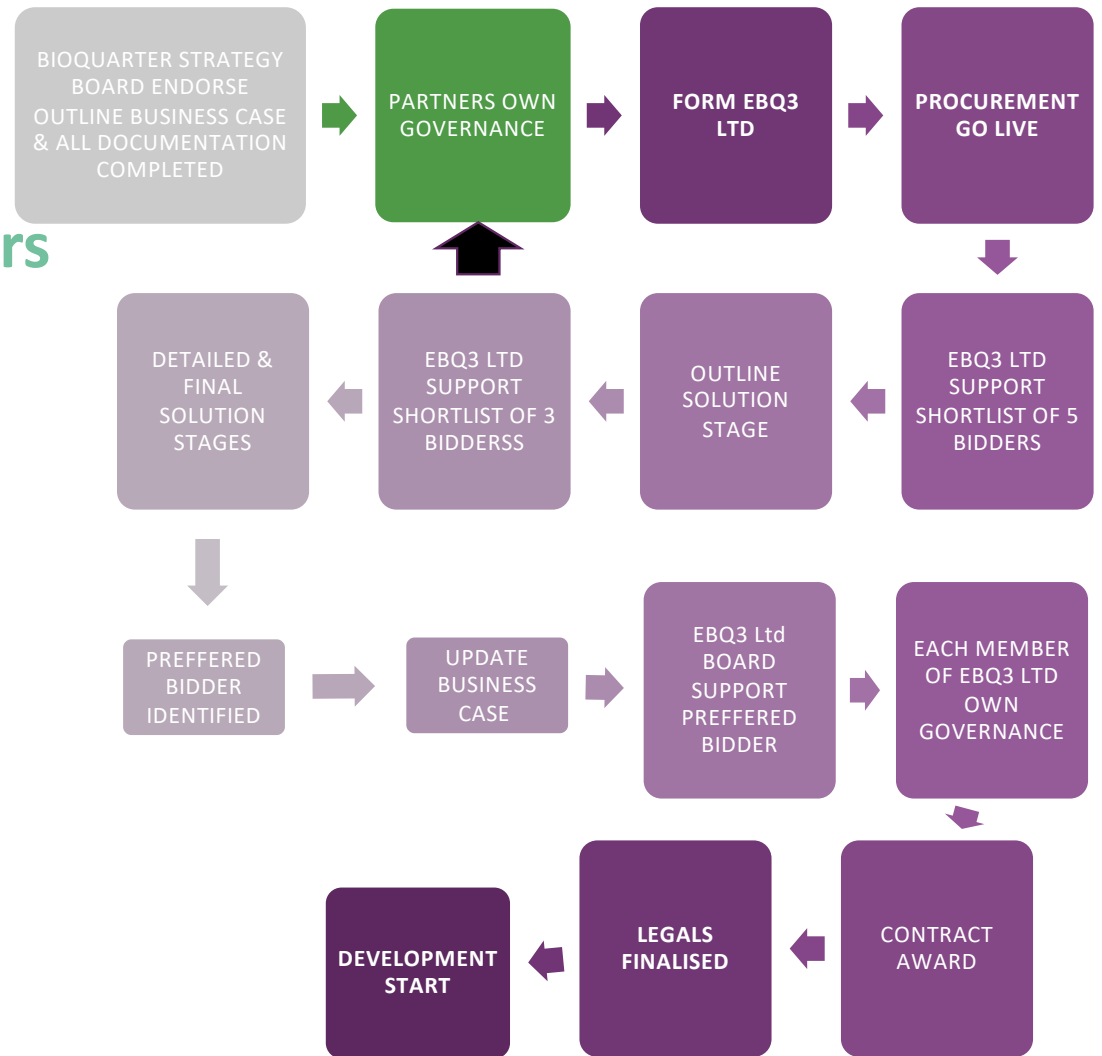 BIOQUARTER STRATEGY
BOARD ENDORSE
OUTLINE BUSINESS CASE
& ALL DOCUMENTATION
COMPLETED
PARTNERS OWN
GOVERNANCE
FORM EBQ3
LTD
PROCUREMENT
GO LIVE
rs
EBQ3 LTD
SUPPORT
SHORTLIST OF 5
BIDDERS
OUTLINE
SOLUTION
STAGE
EBQ3 LTD
SUPPORT
SHORTLIST OF 3
BIDDERSS
DETAILED &
FINAL
SOLUTION
STAGES
PREFFERED
BIDDER
IDENTIFIED
UPDATE
BUSINESS
CASE
EBQ3 Ltd
BOARD
SUPPORT
PREFFERED
BIDDER
EACH MEMBER
OF EBQ3 LTD
OWN
GOVERNANCE
CONTRACT
AWARD
LEGALS
FINALISED
DEVELOPMENT
START